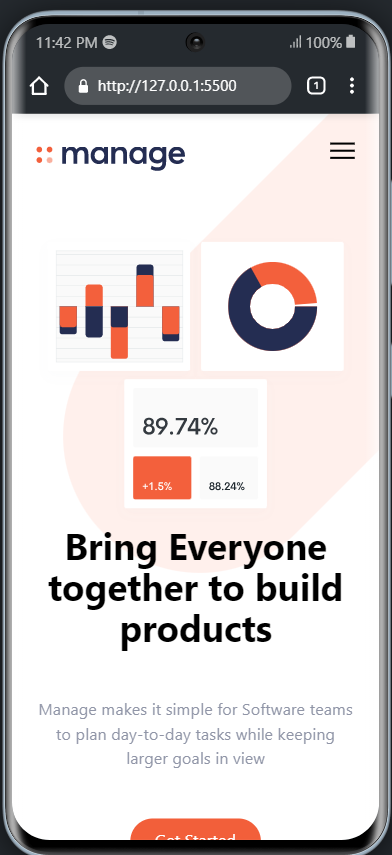 11:42 PM
100%
http://127.0.0.1:5500
1
manage
89.74%
+1.5%
88.24%
Bring Everyone
together to build
products
Manage makes it simple for Software teams
to plan day-to-day tasks while keeping
larger goals in view
Get Started